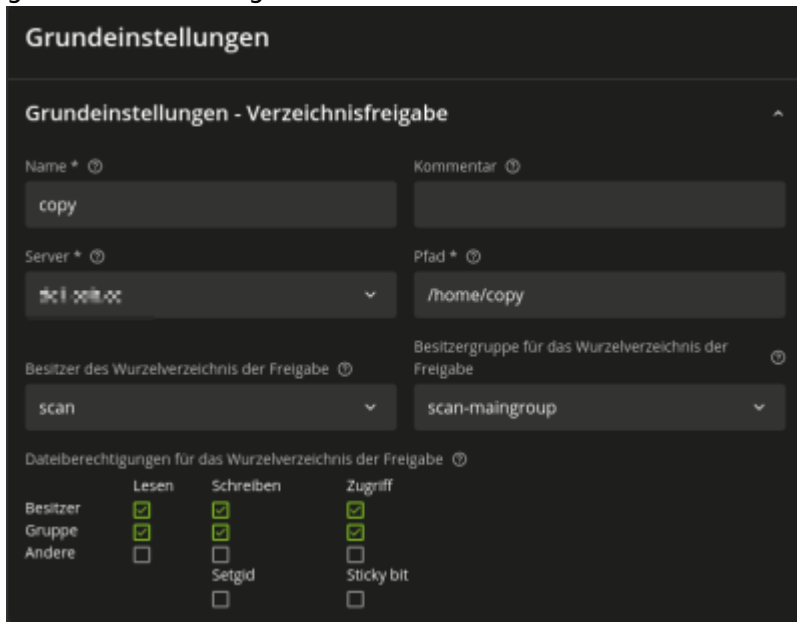 Grundeinstellungen
Grundeinstellungen - Verzeichnisfreigabe
Name *
Kommentar
copy
Server *
Pfad *
/home/copy
Besitzer des Wurzelverzeichnis der Freigabe
Besitzergruppe für das Wurzelverzeichnis der
Freigabe
scan
scan-maingroup
Dateiberechtigungen für das Wurzelverzeichnis der Freigabe
Lesen Schreiben Zugriff
Besitzer
Gruppe
Andere
Setgid Sticky bit